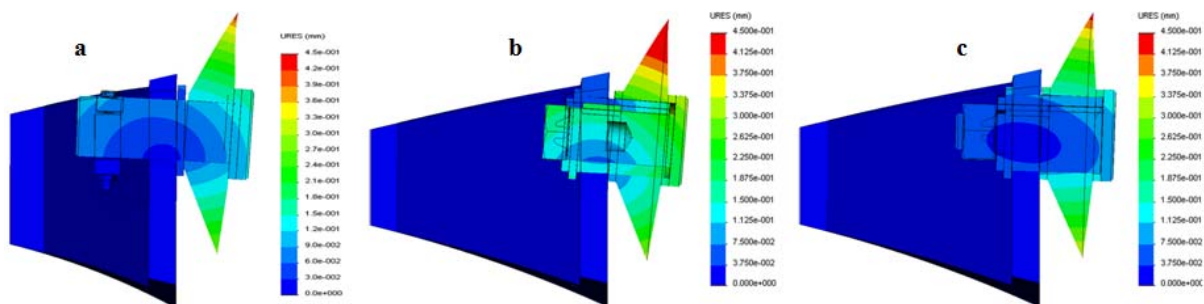 a
URES (mm)
4.5e-001
4.2e-001
3.9e-001
3.6e-001
3.3e-001
3.0e-001
2.7e-001
2.4e-001
2.1e-001
1.8e-001
1.5e-001
1.2e-001
9.0e-002
6.0e-002
3.0e-002
0.0e+000
b
URES (mm)
4.500e-001
4.125e-001
3.750e-001
3.375e-001
3.000e-001
2.625e-001
2.250e-001
1.875e-001
1.500e-001
1.125e-001
7.500e-002
3.750e-002
0.000e+000
c
URES (mm)
4.500e-001
4.125e-001
3.750e-001
3.375e-001
3.000e-001
2.625e-001
2.250e-001
1.875e-001
1.500e-001
1.125e-001
7.500e-002
3.750e-002
0.000e+000